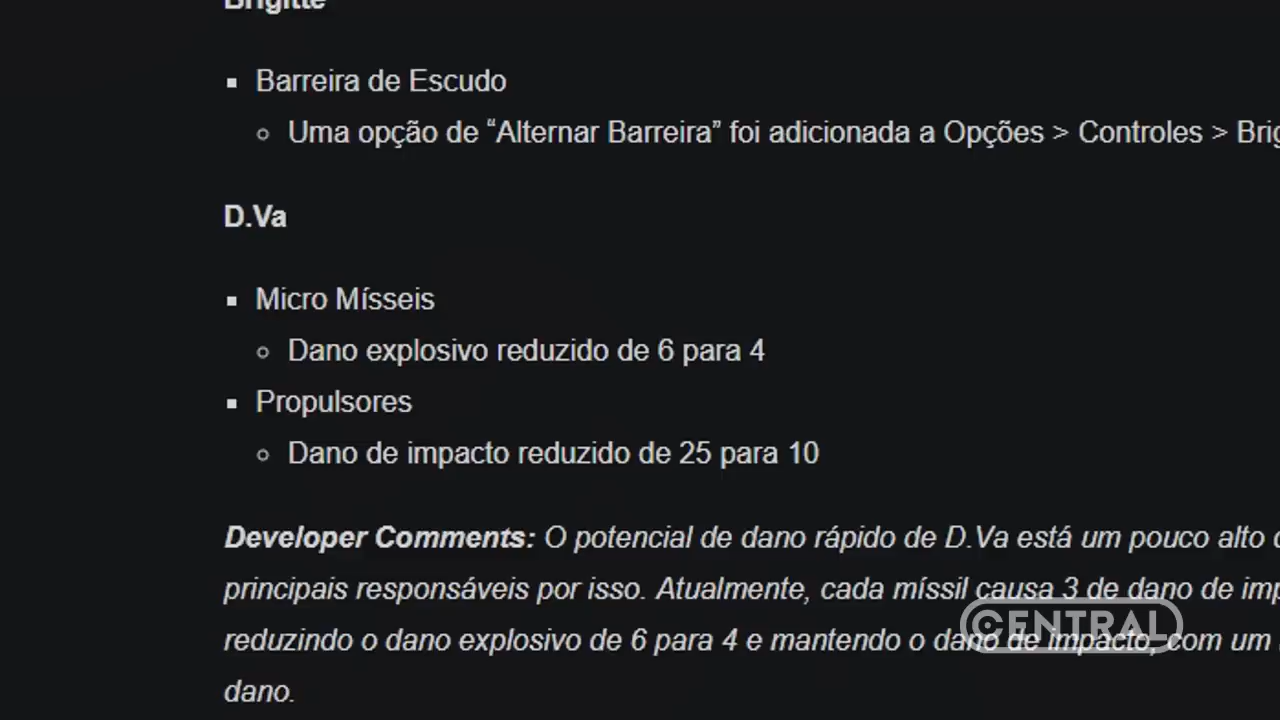 Brigitte
Barreira de Escudo
Uma opção de “Alternar Barreira” foi adicionada a Opções > Controles >
D.Va
Micro Mísseis
Dano explosivo reduzido de 6 para 4
Propulsores
Dano de impacto reduzido de 25 para 10
Developer Comments: O potencial de dano rápido de D.Va está um pouco alto
principais responsáveis por isso. Atualmente, cada míssil causa 3 de dano de
reduzindo o dano explosivo de 6 para 4 e mantendo o dano de impacto, com um
dano.
CENTRAL